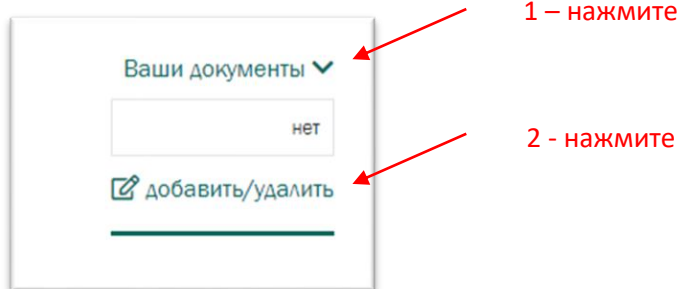 1 – нажмите
Ваши документы
нет
2 - нажмите
добавить/удалить